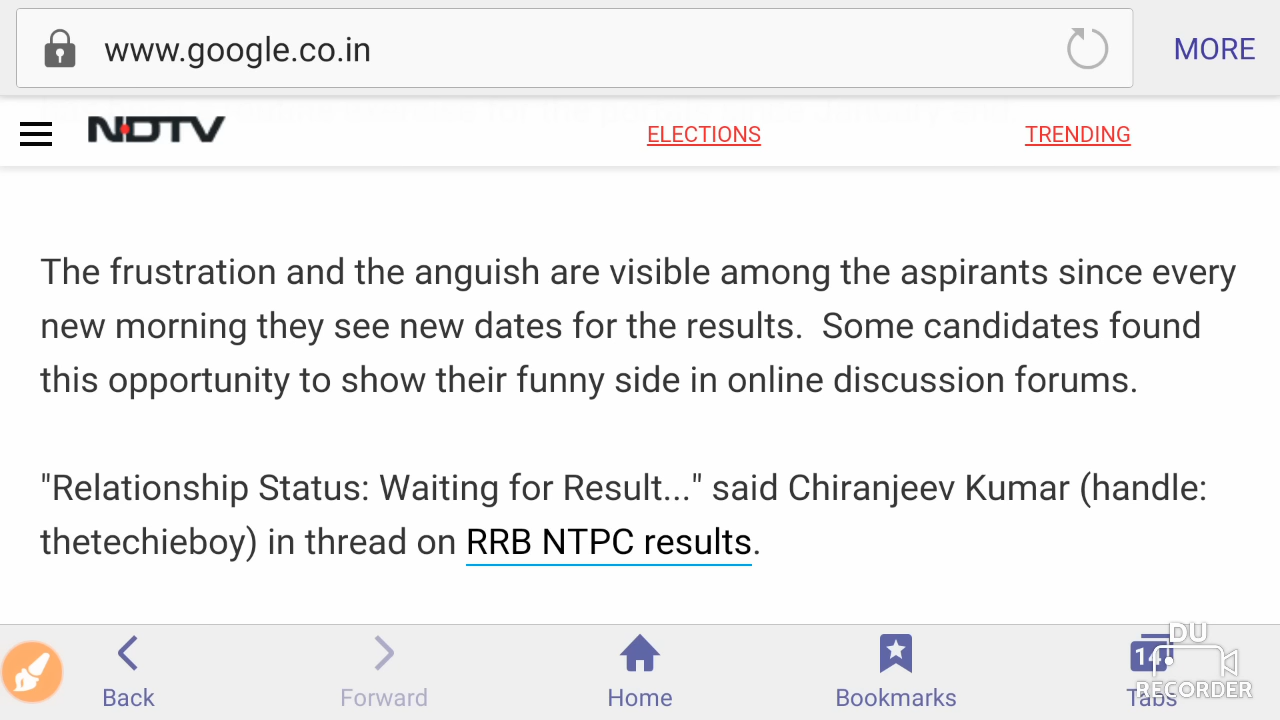 www.google.co.in
MORE
NDTV
ELECTIONS
TRENDING
The frustration and the anguish are visible among the aspirants since every
new morning they see new dates for the results.  Some candidates found
this opportunity to show their funny side in online discussion forums.
"Relationship Status: Waiting for Result..." said Chiranjeev Kumar (handle:
thetechieboy) in thread on RRB NTPC results.
Back
Forward
Home
Bookmarks
14
Tabs
DU
RECORDER